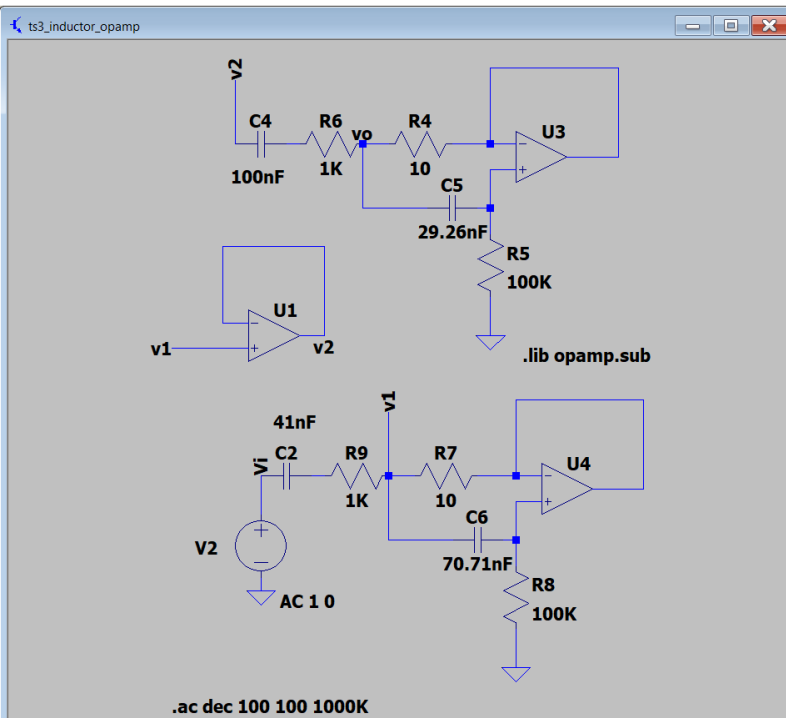 ts3_inductor_opamp
v2
C4
R6
vo
R4
U3
100nF
1K
10
C5
29.26nF
R5
100K
U1
v1
v2
.lib opamp.sub
v1
41nF
Vi
C2
R9
R7
U4
1K
10
C6
V2
70.71nF
R8
AC 1 0
100K
.ac dec 100 100 1000K